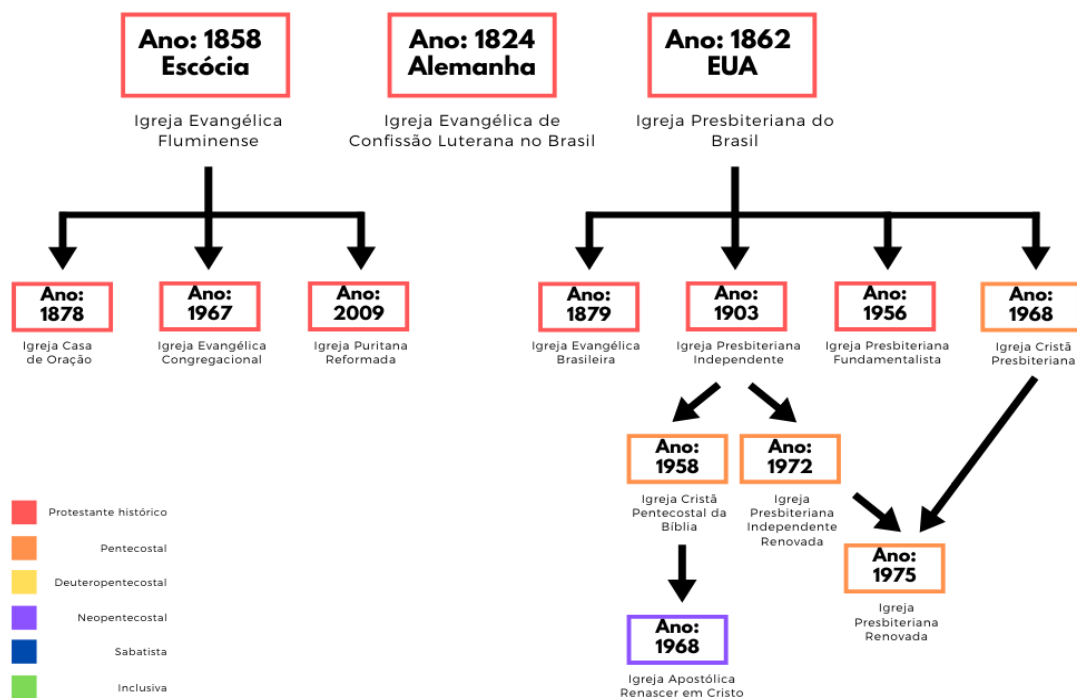 Ano: 1858
Escócia
Igreja Evangélica
Fluminense
Ano: 1824
Alemanha
Igreja Evangélica de
Confissão Luterana no Brasil
Ano: 1862
EUA
Igreja Presbiteriana do
Brasil
Ano:
1878
Igreja Casa
de Oração
Ano:
1967
Igreja Evangélica
Congregacional
Ano:
2009
Igreja Puritana
Reformada
Ano:
1879
Igreja Evangélica
Brasileira
Ano:
1903
Igreja Presbiteriana
Independente
Ano:
1956
Igreja Presbiteriana
Fundamentalista
Ano:
1968
Igreja Cristã
Presbiteriana
Ano:
1958
Igreja Cristã
Pentecostal da
Bíblia
Ano:
1972
Igreja
Presbiteriana
Independente
Renovada
Ano:
1975
Igreja
Presbiteriana
Renovada
Ano:
1968
Igreja Apostólica
Renascer em Cristo
Protestante histórico
Pentecostal
Deuteropentecostal
Neopentecostal
Sabatista
Inclusiva